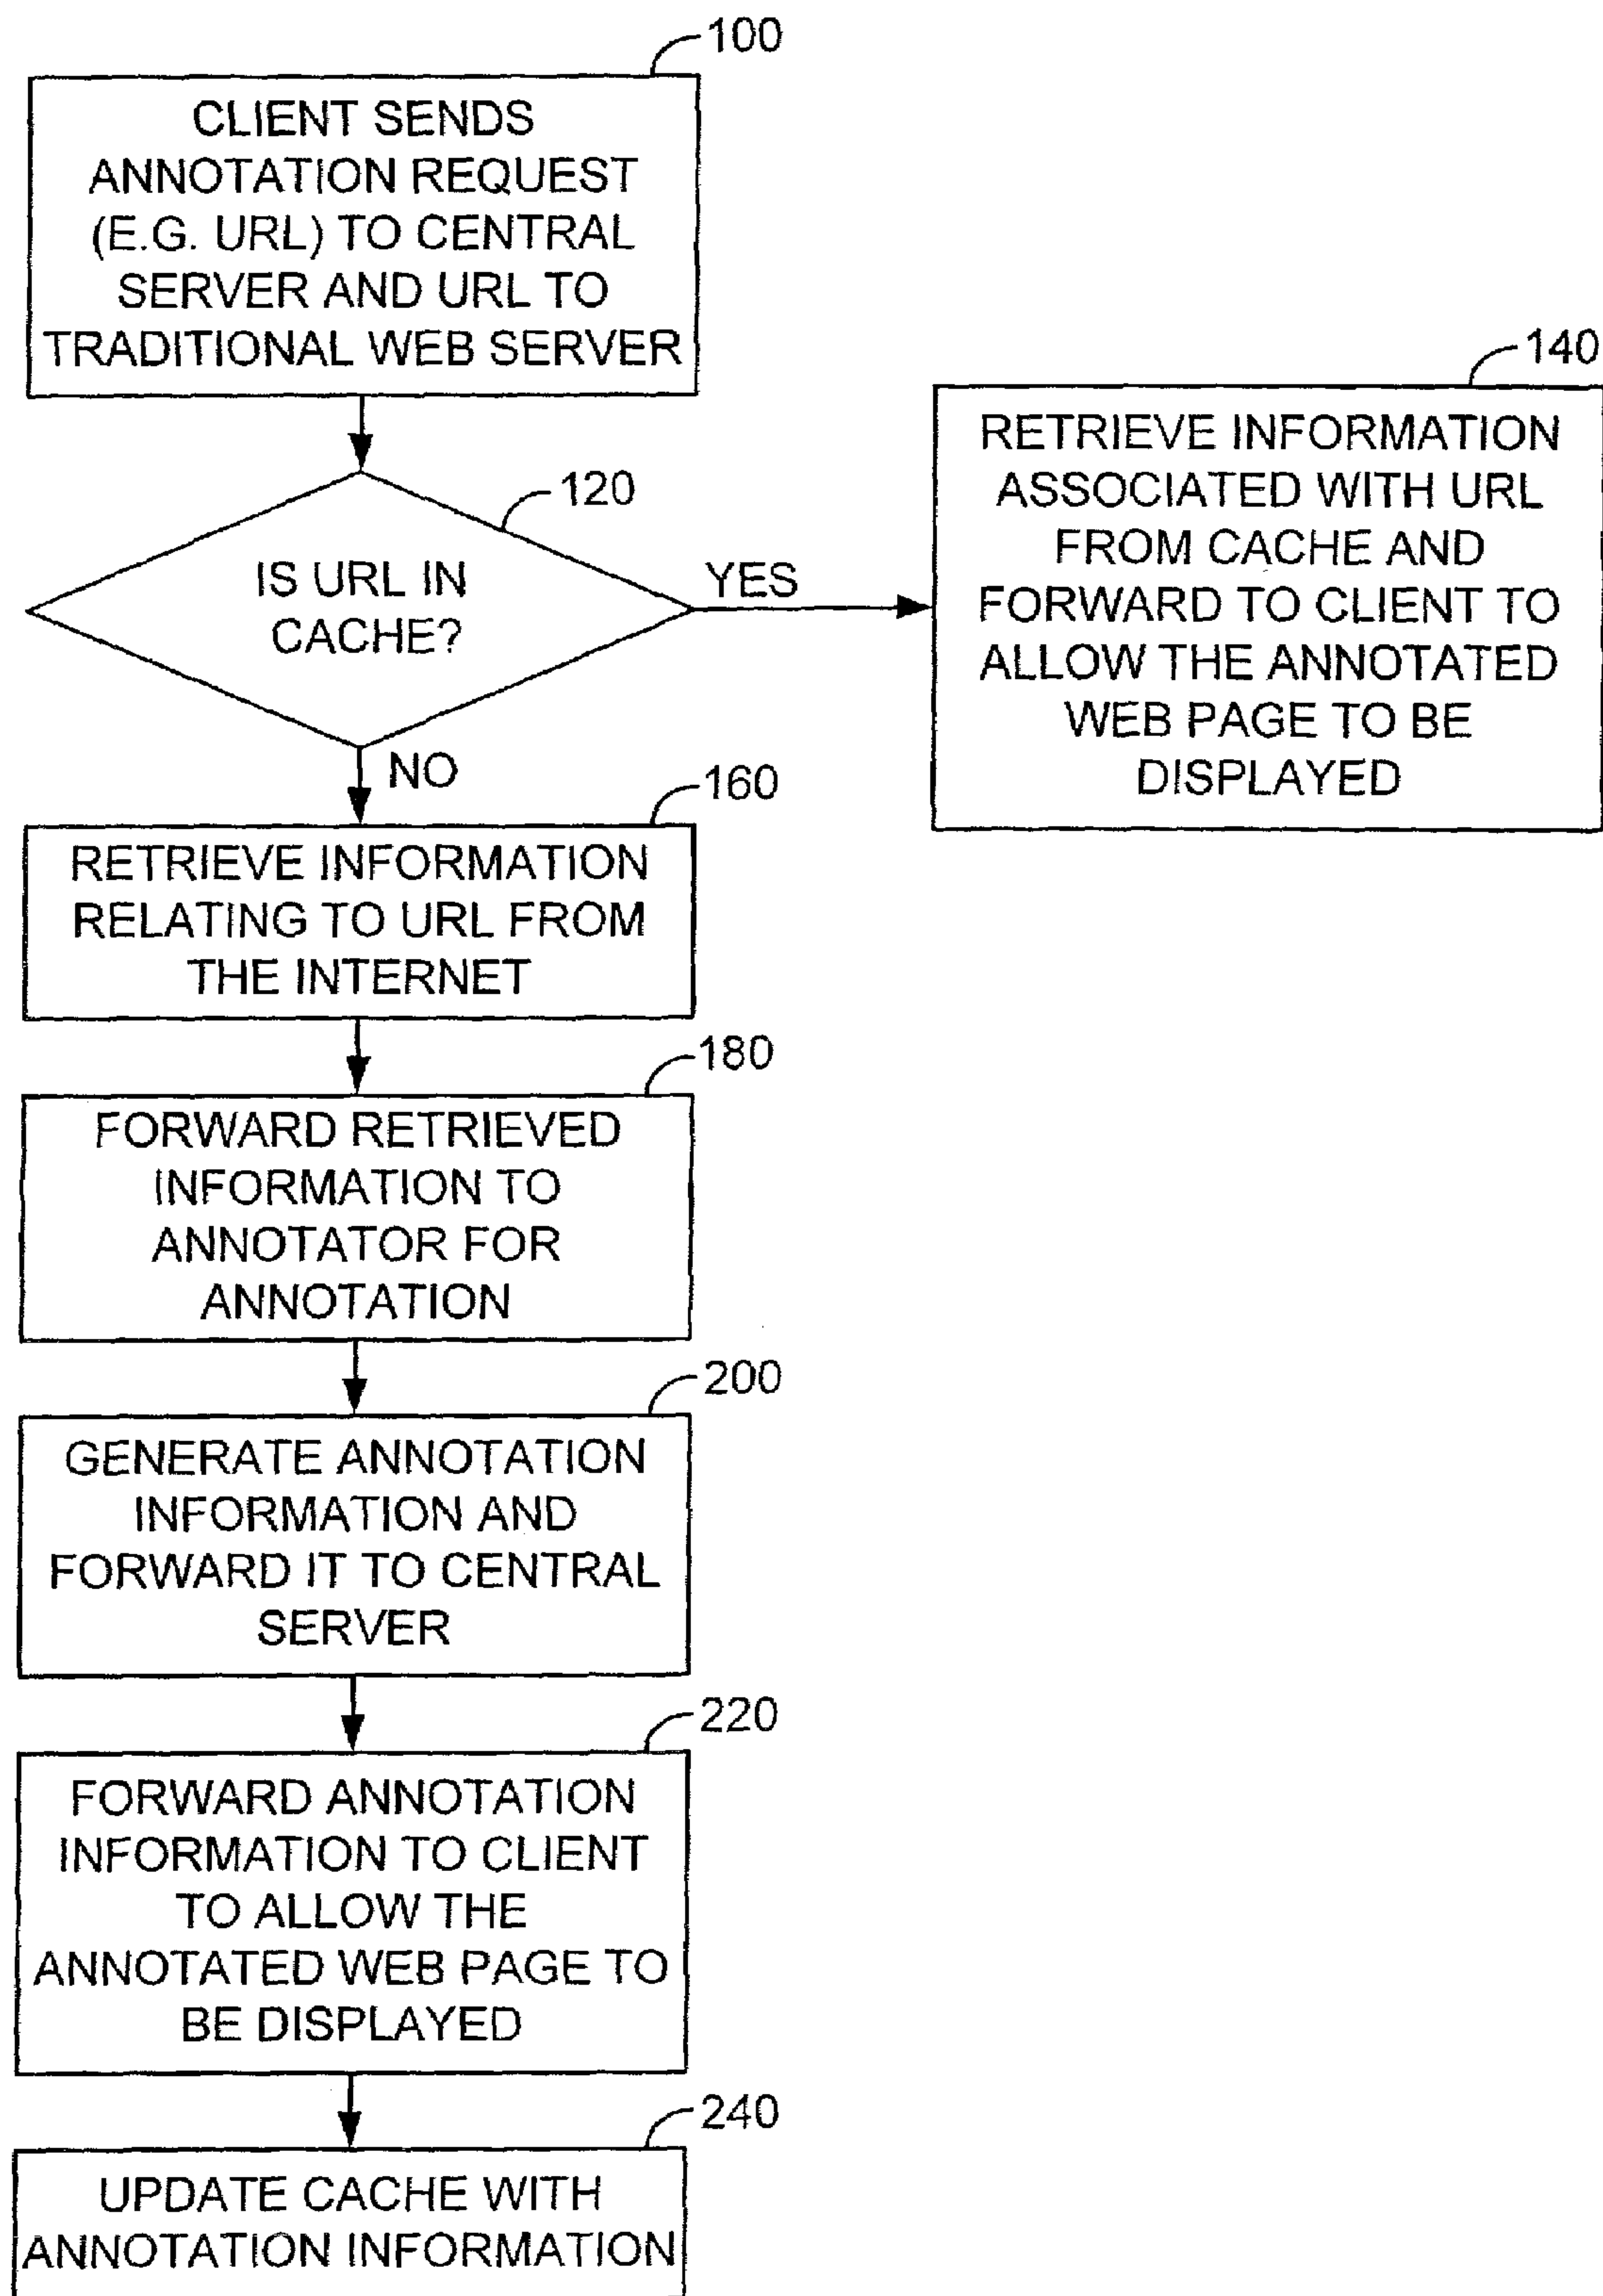 100
CLIENT SENDS
ANNOTATION REQUEST
(E.G. URL) TO CENTRAL
SERVER AND URL TO
TRADITIONAL WEB SERVER
120
IS URL IN
CACHE?
YES
140
RETRIEVE INFORMATION
ASSOCIATED WITH URL
FROM CACHE AND
FORWARD TO CLIENT TO
ALLOW THE ANNOTATED
WEB PAGE TO BE
DISPLAYED
NO
160
RETRIEVE INFORMATION
RELATING TO URL FROM
THE INTERNET
180
FORWARD RETRIEVED
INFORMATION TO
ANNOTATOR FOR
ANNOTATION
200
GENERATE ANNOTATION
INFORMATION AND
FORWARD IT TO CENTRAL
SERVER
220
FORWARD ANNOTATION
INFORMATION TO CLIENT
TO ALLOW THE
ANNOTATED WEB PAGE TO
BE DISPLAYED
240
UPDATE CACHE WITH
ANNOTATION INFORMATION